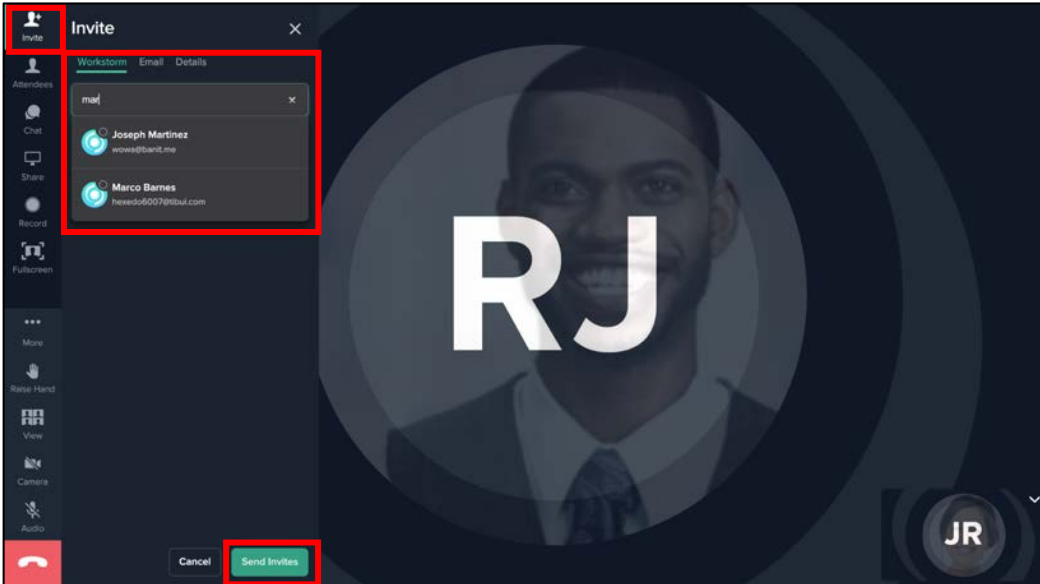 Invite
Attendees
Chat
Share
Record
Fullscreen
More
Raise Hand
View
Camera
Audio
Invite
Workstorm Email Details
mar
Joseph Martinez
wowa@banit.me
Marco Barnes
hexedo6007@tibui.com
Cancel Send Invites
RJ
JR